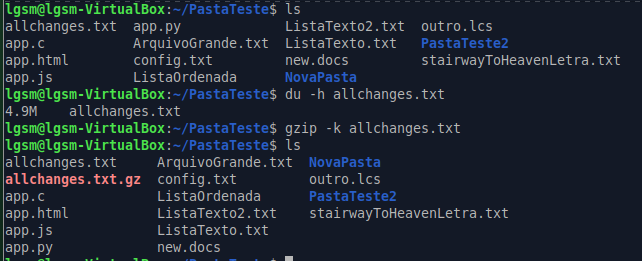 lgsm@lgsm-VirtualBox:~/PastaTeste$ ls
allchanges.txt app.py ListaTexto2.txt outro.lcs
app.c ArquivoGrande.txt ListaTexto.txt PastaTeste2
app.html config.txt new.docs stairwayToHeavenLetra.txt
app.js ListaOrdenada NovaPasta
lgsm@lgsm-VirtualBox:~/PastaTeste$ du -h allchanges.txt
4.9M allchanges.txt
lgsm@lgsm-VirtualBox:~/PastaTeste$ gzip -k allchanges.txt
lgsm@lgsm-VirtualBox:~/PastaTeste$ ls
allchanges.txt ArquivoGrande.txt NovaPasta
allchanges.txt.gz config.txt outro.lcs
app.c ListaOrdenada PastaTeste2
app.html ListaTexto2.txt stairwayToHeavenLetra.txt
app.js ListaTexto.txt
app.py new.docs
lgsm@lgsm-VirtualBox:~/PastaTeste$